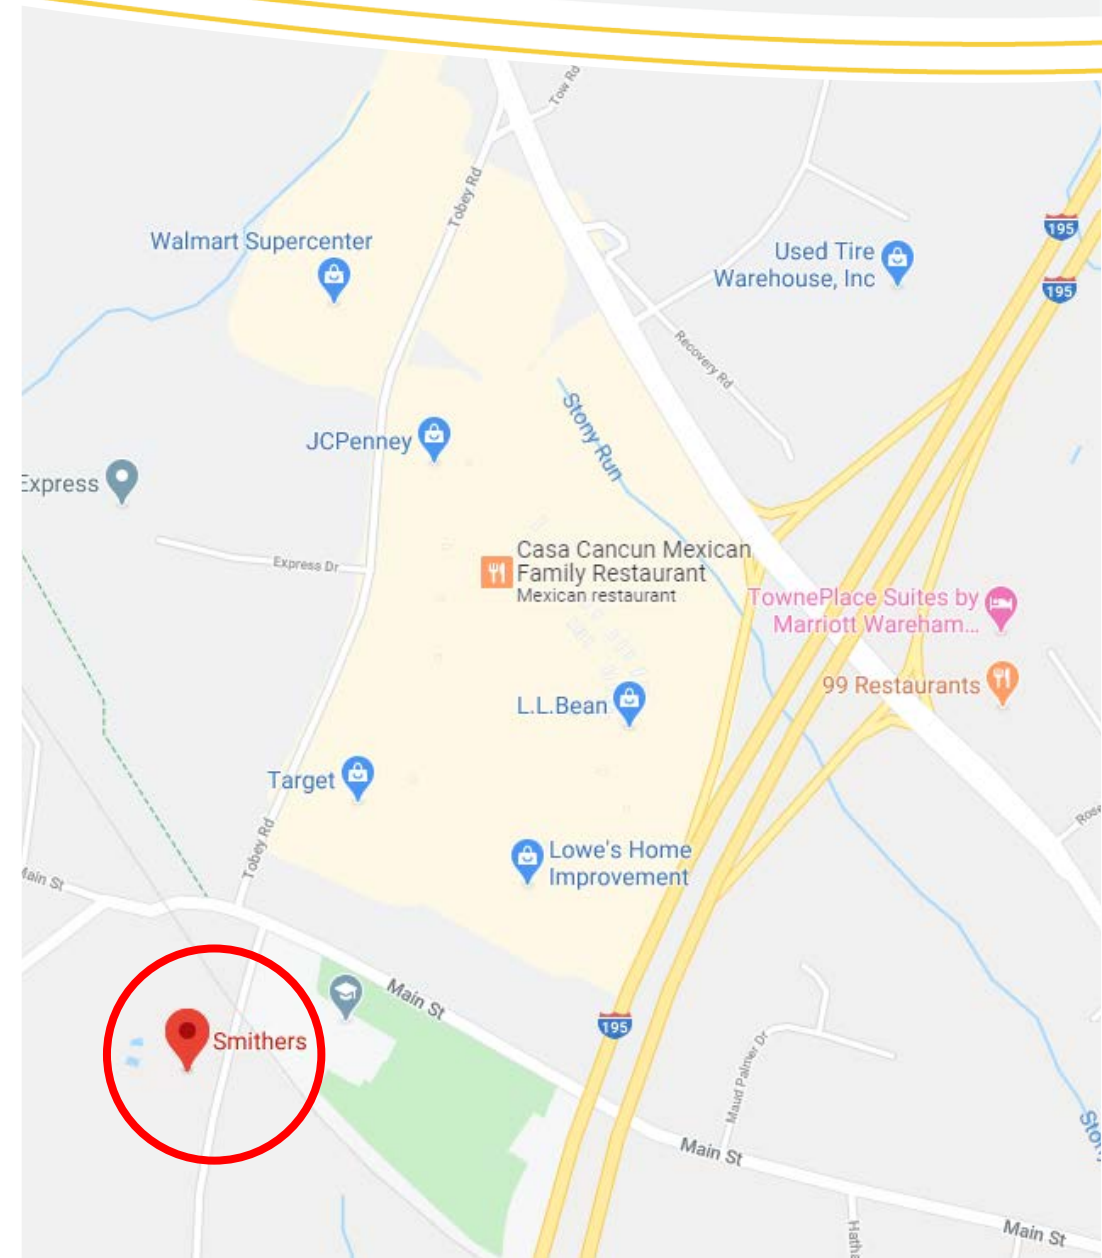 Tow Rd
Tobey Rd
195
Walmart Supercenter
Used Tire
Warehouse, Inc
195
Recovery Rd
Stony Run
JCPenney
Express
Casa Cancun Mexican
Family Restaurant
Mexican restaurant
Express Dr
TownePlace Suites by
Marriott Wareham...
99 Restaurants
L.L.Bean
Target
Tobey Rd
Lowe's Home
Improvement
Main St
Main St
195
Smithers
Maud Palmer Dr
Main St
Main St